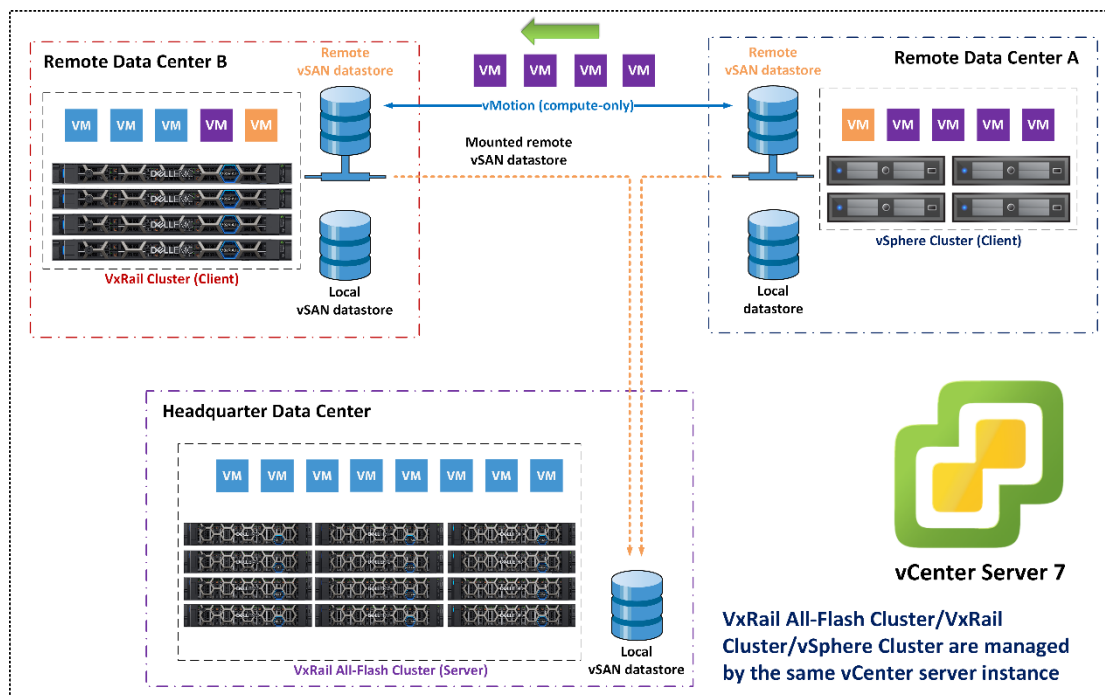 Remote Data Center B
Remote
vSAN datastore
VM VM VM VM
Remote
vSAN datastore
Remote Data Center A
vMotion (compute-only)
VM VM VM VM VM
VM VM VM VM VM
Mounted remote
vSAN datastore
DELLEMC
DELLEMC
DELLEMC
DELLEMC
VxRail Cluster (Client)
Local
vSAN datastore
Local
datastore
vSphere Cluster (Client)
Headquarter Data Center
VM VM VM VM VM VM VM VM
VxRail All-Flash Cluster (Server)
Local
vSAN datastore
vCenter Server 7
VxRail All-Flash Cluster/VxRail
Cluster/vSphere Cluster are managed
by the same vCenter server instance